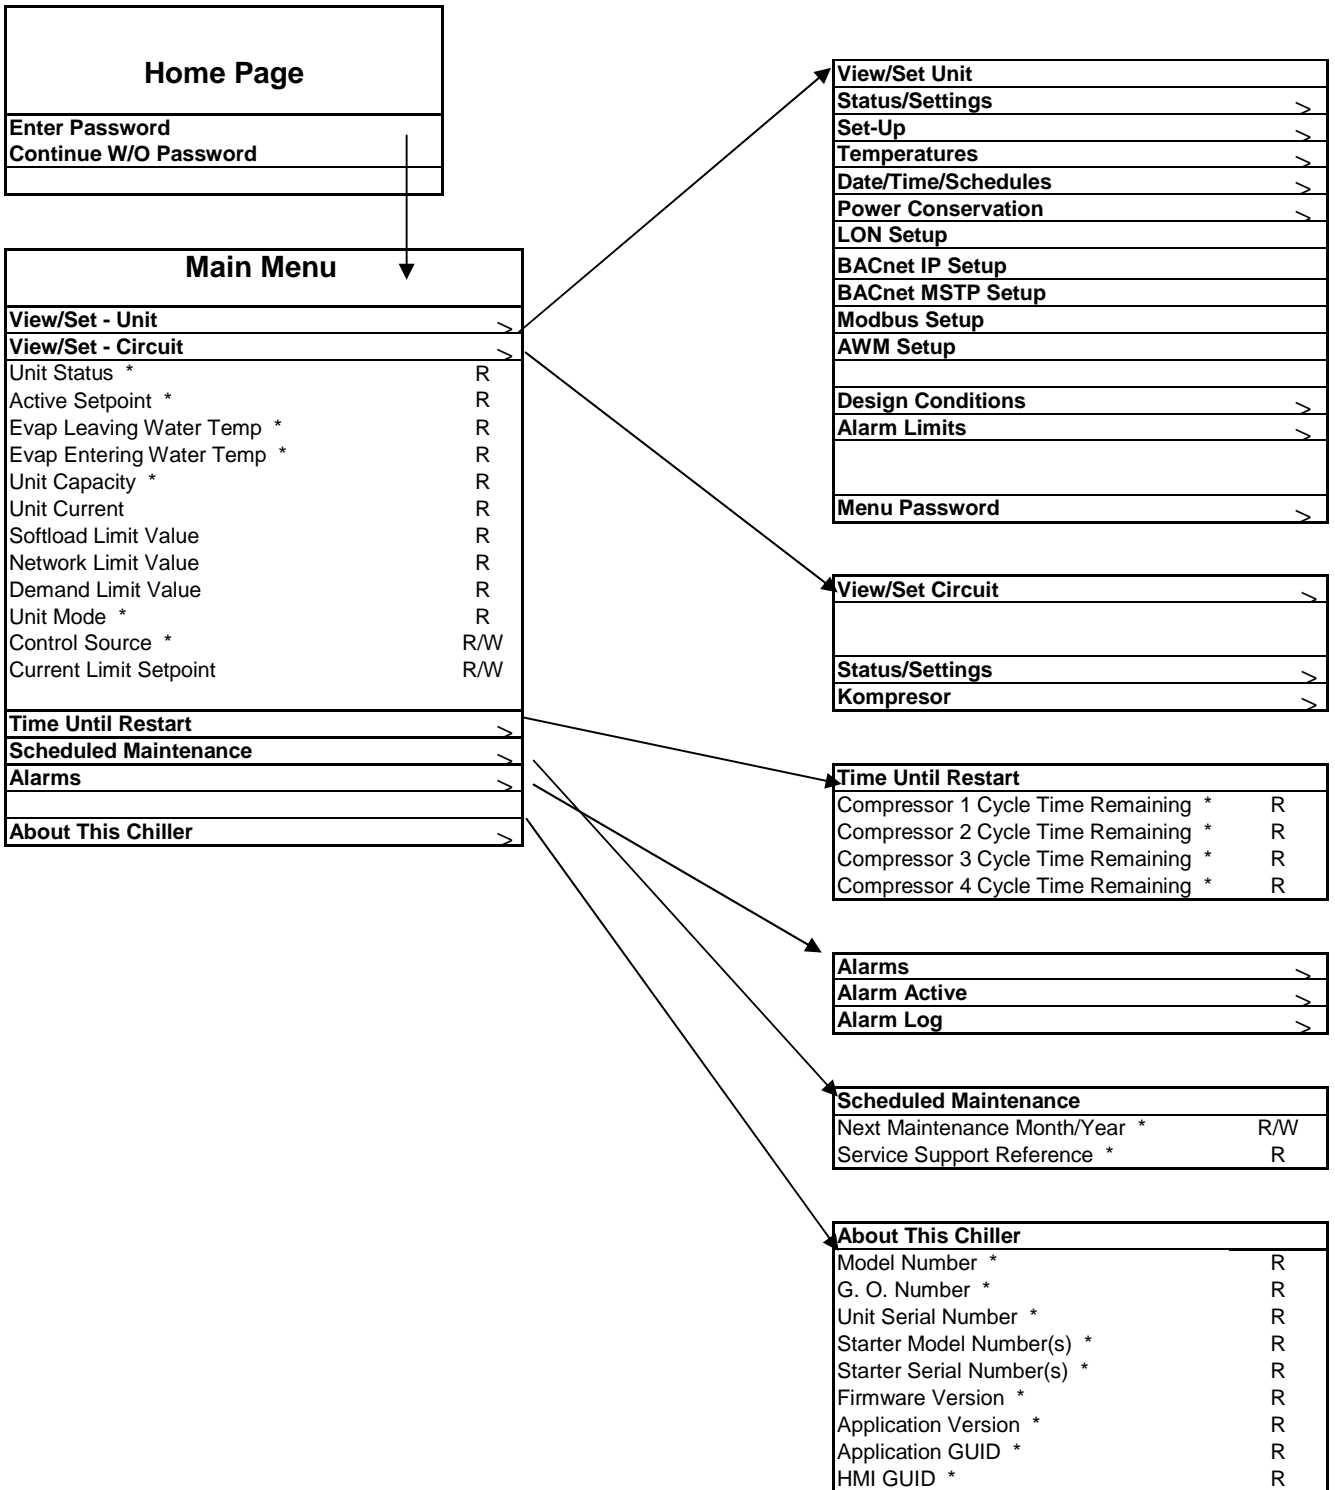 Home Page
Enter Password
Continue W/O Password
Main Menu
View/Set - Unit >
View/Set - Circuit >
Unit Status * R
Active Setpoint * R
Evap Leaving Water Temp * R
Evap Entering Water Temp * R
Unit Capacity * R
Unit Current R
Softload Limit Value R
Network Limit Value R
Demand Limit Value R
Unit Mode * R
Control Source * R/W
Current Limit Setpoint R/W
Time Until Restart >
Scheduled Maintenance >
Alarms >
About This Chiller >
View/Set Unit
Status/Settings >
Set-Up >
Temperatures >
Date/Time/Schedules >
Power Conservation >
LON Setup
BACnet IP Setup
BACnet MSTP Setup
Modbus Setup
AWM Setup
Design Conditions >
Alarm Limits >
Menu Password >
View/Set Circuit >
Status/Settings >
Kompresor >
Time Until Restart
Compressor 1 Cycle Time Remaining * R
Compressor 2 Cycle Time Remaining * R
Compressor 3 Cycle Time Remaining * R
Compressor 4 Cycle Time Remaining * R
Alarms >
Alarm Active >
Alarm Log >
Scheduled Maintenance
Next Maintenance Month/Year * R/W
Service Support Reference * R
About This Chiller
Model Number * R
G. O. Number * R
Unit Serial Number * R
Starter Model Number(s) * R
Starter Serial Number(s) * R
Firmware Version * R
Application Version * R
Application GUID * R
HMI GUID * R